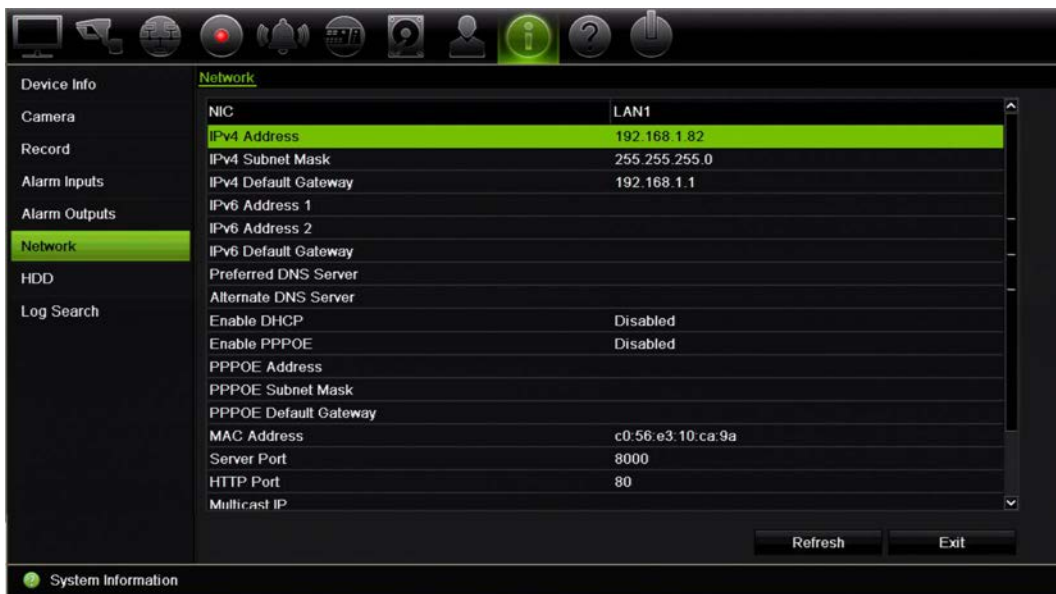 Device Info
Camera
Record
Alarm Inputs
Alarm Outputs
Network
HDD
Log Search
Network
NIC LAN1
IPv4 Address 192.168.1.82
IPv4 Subnet Mask 255.255.255.0
IPv4 Default Gateway 192.168.1.1
IPv6 Address 1
IPv6 Address 2
IPv6 Default Gateway
Preferred DNS Server
Alternate DNS Server
Enable DHCP Disabled
Enable PPPOE Disabled
PPPOE Address
PPPOE Subnet Mask
PPPOE Default Gateway
MAC Address c0:56:e3:10:ca:9a
Server Port 8000
HTTP Port 80
Multicast IP
Refresh Exit
System Information